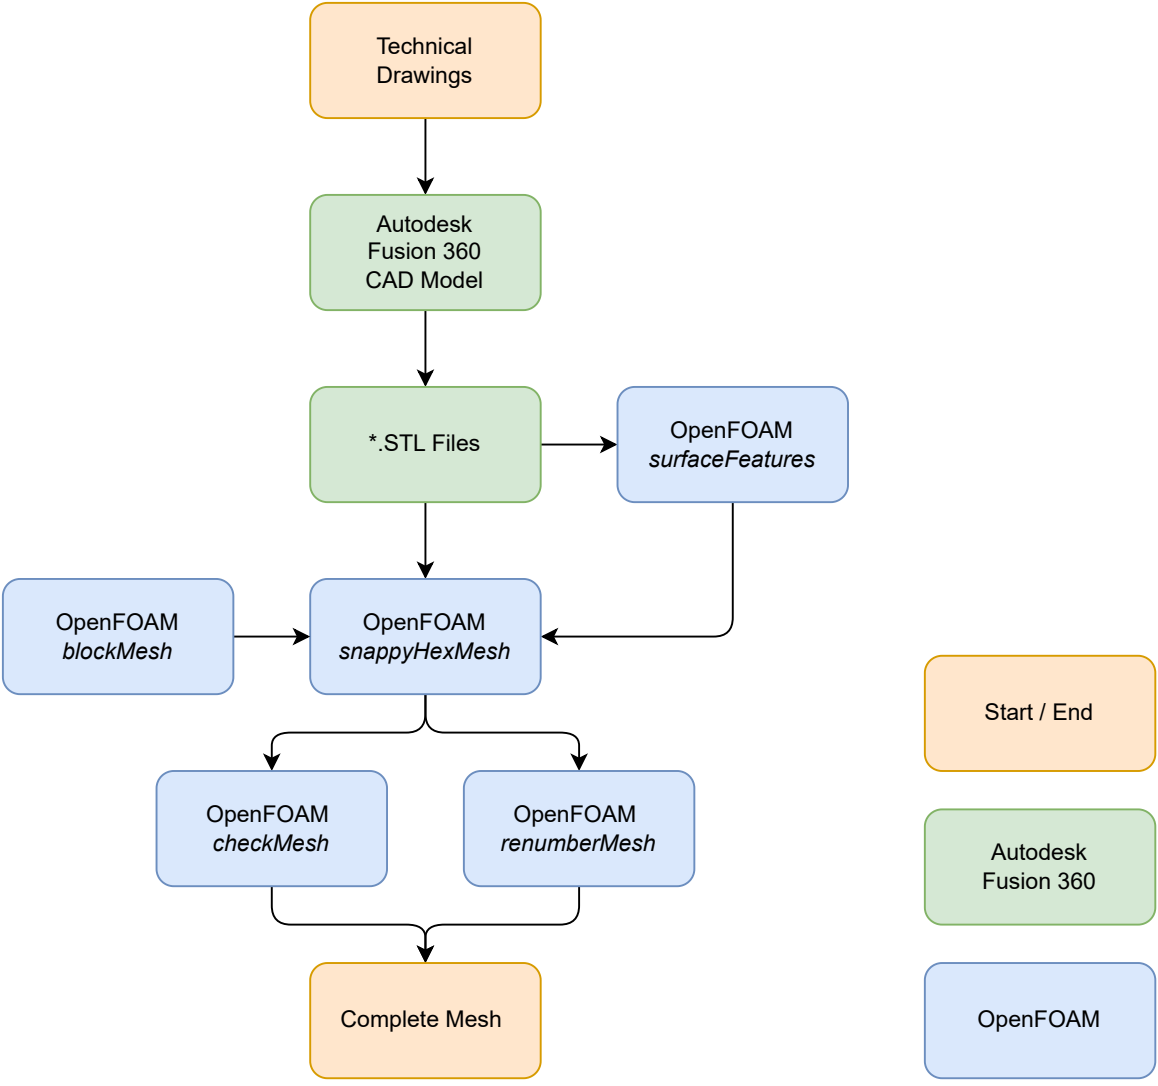 Technical
Drawings
Autodesk
Fusion 360
CAD Model
*.STL Files
OpenFOAM
surfaceFeatures
OpenFOAM
blockMesh
OpenFOAM
snappyHexMesh
OpenFOAM
checkMesh
OpenFOAM
renumberMesh
Complete Mesh
Start / End
Autodesk
Fusion 360
OpenFOAM